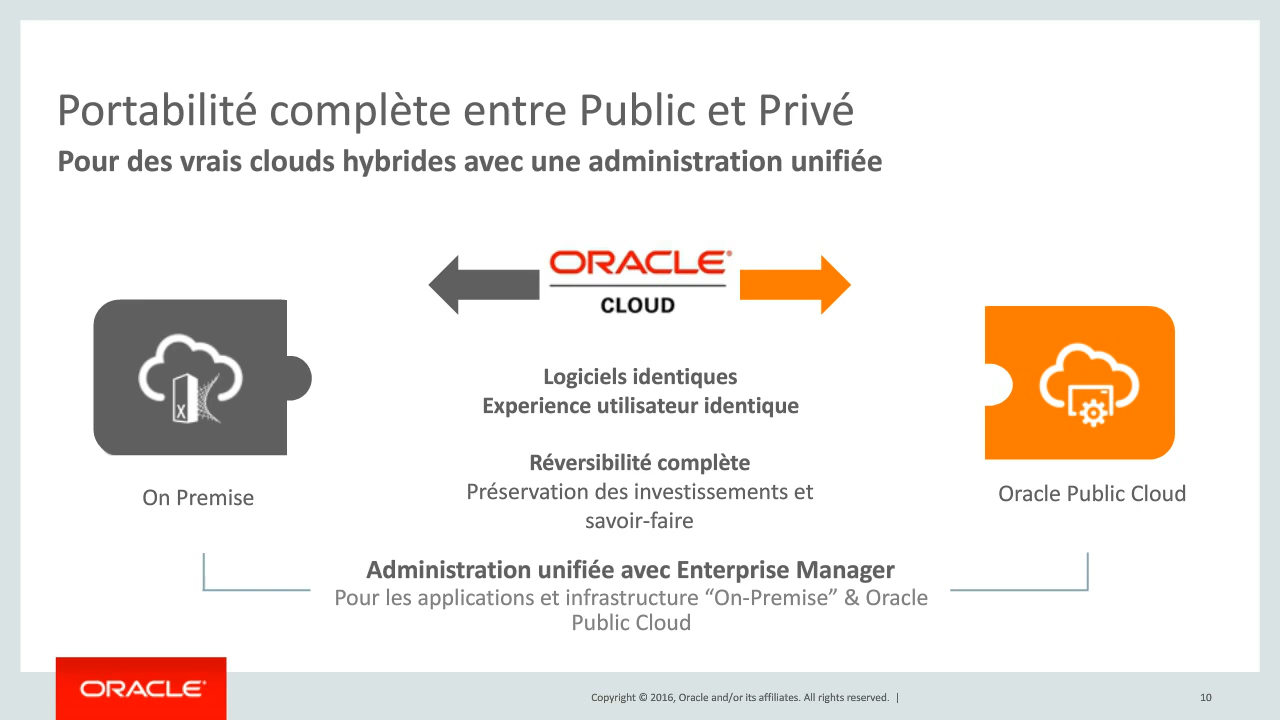 Portabilité complète entre Public et Privé
Pour des vrais clouds hybrides avec une administration unifiée
ORACLE®
CLOUD
X
Logiciels identiques
Experience utilisateur identique
Réversibilité complète
Préservation des investissements et
savoir-faire
On Premise
Oracle Public Cloud
Administration unifiée avec Enterprise Manager
Pour les applications et infrastructure “On-Premise” & Oracle
Public Cloud
ORACLE®
Copyright © 2016, Oracle and/or its affiliates. All rights reserved. |
10